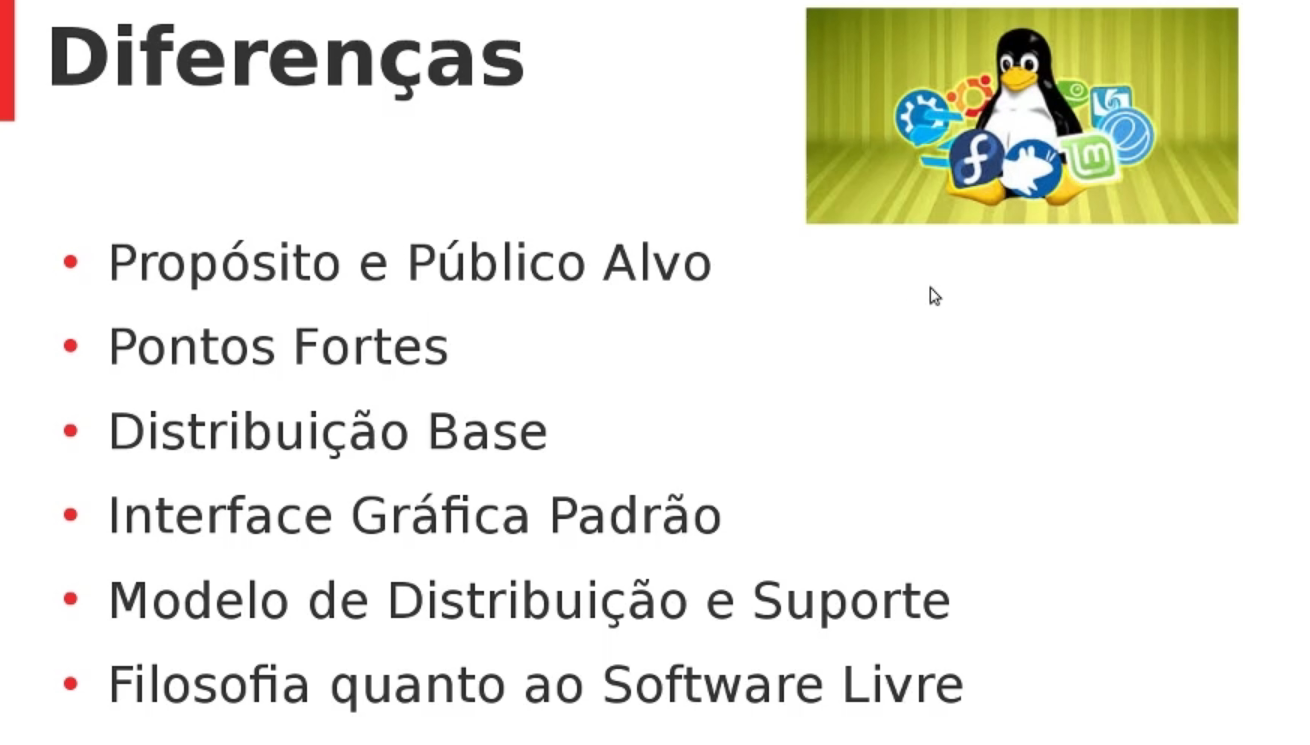 Diferenças
• Propósito e Público Alvo
• Pontos Fortes
• Distribuição Base
• Interface Gráfica Padrão
• Modelo de Distribuição e Suporte
• Filosofia quanto ao Software Livre